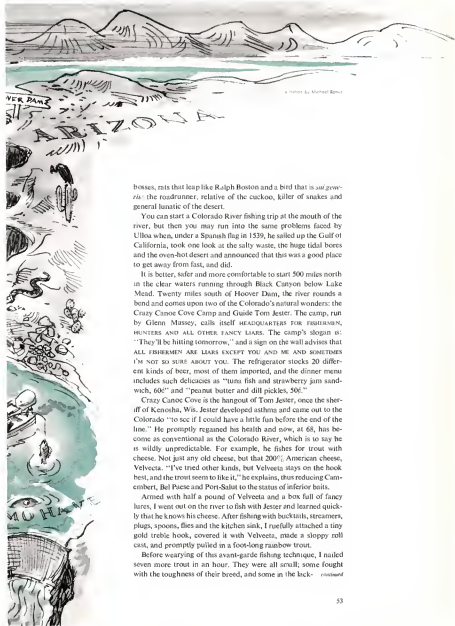 DAM
ARIZONA
bosses, rats that leap like Ralph Boston and a bird that is sui gene-
ris: the roadrunner, relative of the cuckoo, killer of snakes and
general lunatic of the desert.
You can start a Colorado River fishing trip at the mouth of the
river, but then you may run into the same problems faced by
Ulloa when, under a Spanish flag in 1539, he sailed up the Gulf of
California, took one look at the salty waste, the huge tidal bores
and the oven-hot desert and announced that this was a good place
to get away from fast, and did.
It is better, safer and more comfortable to start 500 miles north
in the clear waters running through Black Canyon below Lake
Mead. Twenty miles south of Hoover Dam, the river rounds a
bend and comes upon two of the Colorado's natural wonders: the
Crazy Canoe Cove Camp and Guide Tom Jester. The camp, run
by Glenn Massey, calls itself HEADQUARTERS FOR FISHERMEN,
HUNTERS AND ALL OTHER FANCY LIARS. The camp's slogan is:
"They'll be hitting tomorrow," and a sign on the wall advises that
ALL FISHERMEN ARE LIARS EXCEPT YOU AND ME AND SOMETIMES
I'M NOT SO SURE ABOUT YOU. The refrigerator stocks 20 differ-
ent kinds of beer, most of them imported, and the dinner menu
includes such delicacies as "tuna fish and strawberry jam sand-
wich, 60¢" and "peanut butter and dill pickles, 50¢."
Crazy Canoe Cove is the hangout of Tom Jester, once the sher-
iff of Kenosha, Wis. Jester developed asthma and came out to the
Colorado "to see if I could have a little fun before the end of the
line." He promptly regained his health and now, at 68, has be-
come as conventional as the Colorado River, which is to say he
is wildly unpredictable. For example, he fishes for trout with
cheese. Not just any old cheese, but that 200% American cheese,
Velveeta. "I've tried other kinds, but Velveeta stays on the hook
best, and the trout seem to like it," he explains, thus reducing Cam-
embert, Bel Paese and Port-Salut to the status of inferior baits.
Armed with half a pound of Velveeta and a box full of fancy
lures, I went out on the river to fish with Jester and learned quick-
ly that he knows his cheese. After fishing with bucktails, streamers,
plugs, spoons, flies and the kitchen sink, I ruefully attached a tiny
gold treble hook, covered it with Velveeta, made a sloppy roll
cast, and promptly pulled in a foot-long rainbow trout.
Before wearying of this avant-garde fishing technique, I nailed
seven more trout in an hour. They were all small; some fought
with the toughness of their breed, and some in the lack- continued
MOHAVE
53